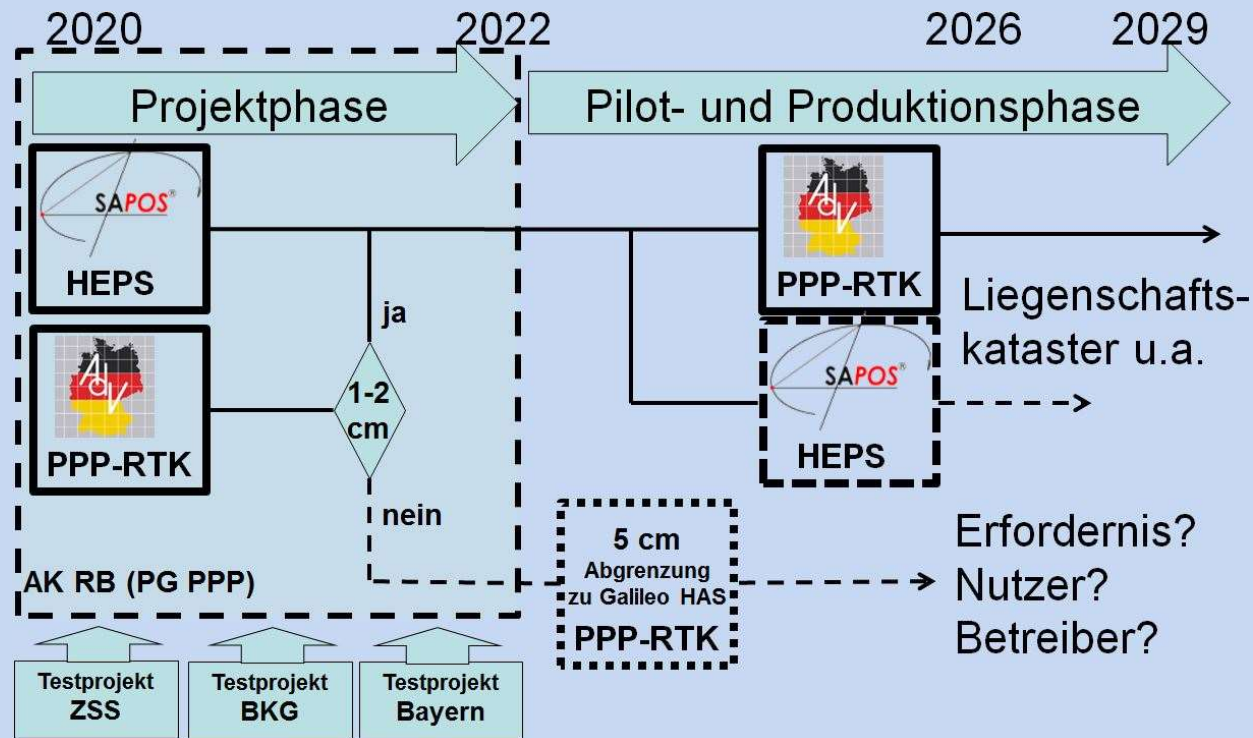 2020 2022 2026 2029
Projektphase
Pilot- und Produktionsphase
SAPOS®
HEPS
AdV
PPP-RTK
ja
1-2
cm
nein
AK RB (PG PPP)
Testprojekt
ZSS
Testprojekt
BKG
Testprojekt
Bayern
AdV
PPP-RTK
SAPOS®
HEPS
Liegenschafts-
kataster u.a.
5 cm
Abgrenzung
zu Galileo HAS
PPP-RTK
Erfordernis?
Nutzer?
Betreiber?